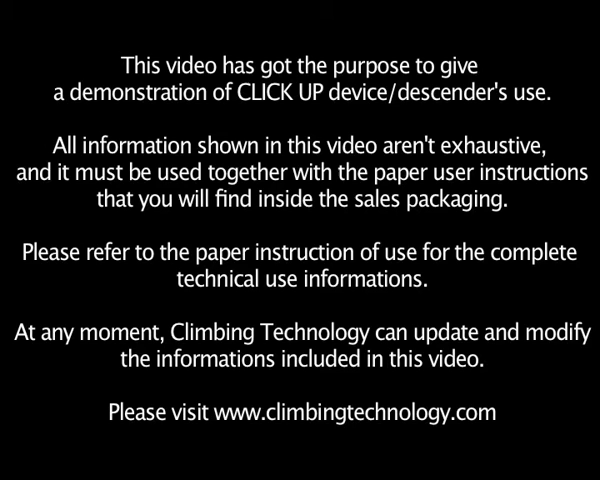 This video has got the purpose to give
a demonstration of CLICK UP device/descender's use.
All information shown in this video aren't exhaustive,
and it must be used together with the paper user instructions
that you will find inside the sales packaging.
Please refer to the paper instruction of use for the complete
technical use informations.
At any moment, Climbing Technology can update and modify
the informations included in this video.
Please visit www.climbingtechnology.com